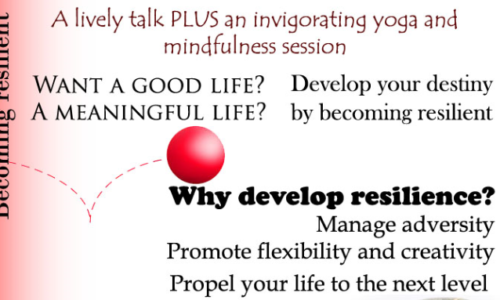 A lively talk PLUS an invigorating yoga and
mindfulness session
Becoming resilient
WANT A GOOD LIFE?
A MEANINGFUL LIFE?
Develop your destiny
by becoming resilient
Why develop resilience?
Manage adversity
Promote flexibility and creativity
Propel your life to the next level